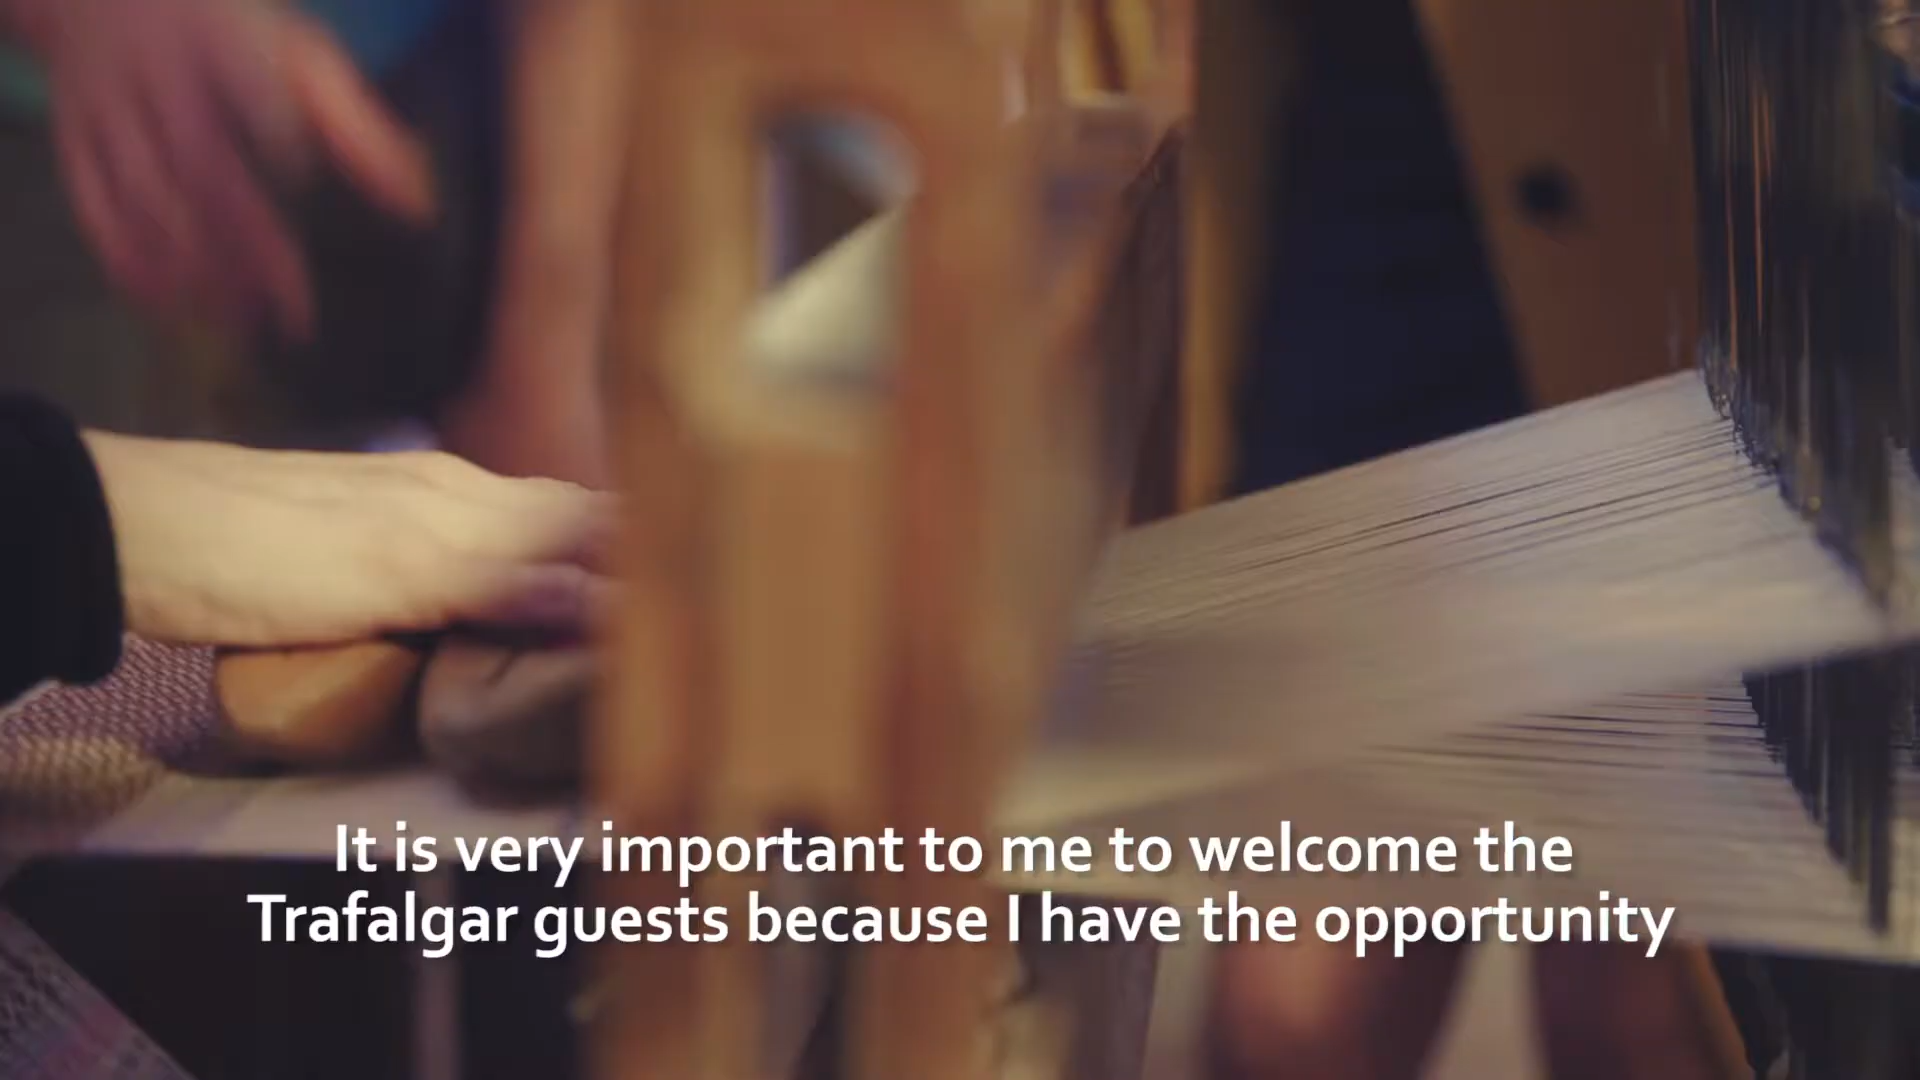 It is very important to me to welcome the
Trafalgar guests because I have the opportunity